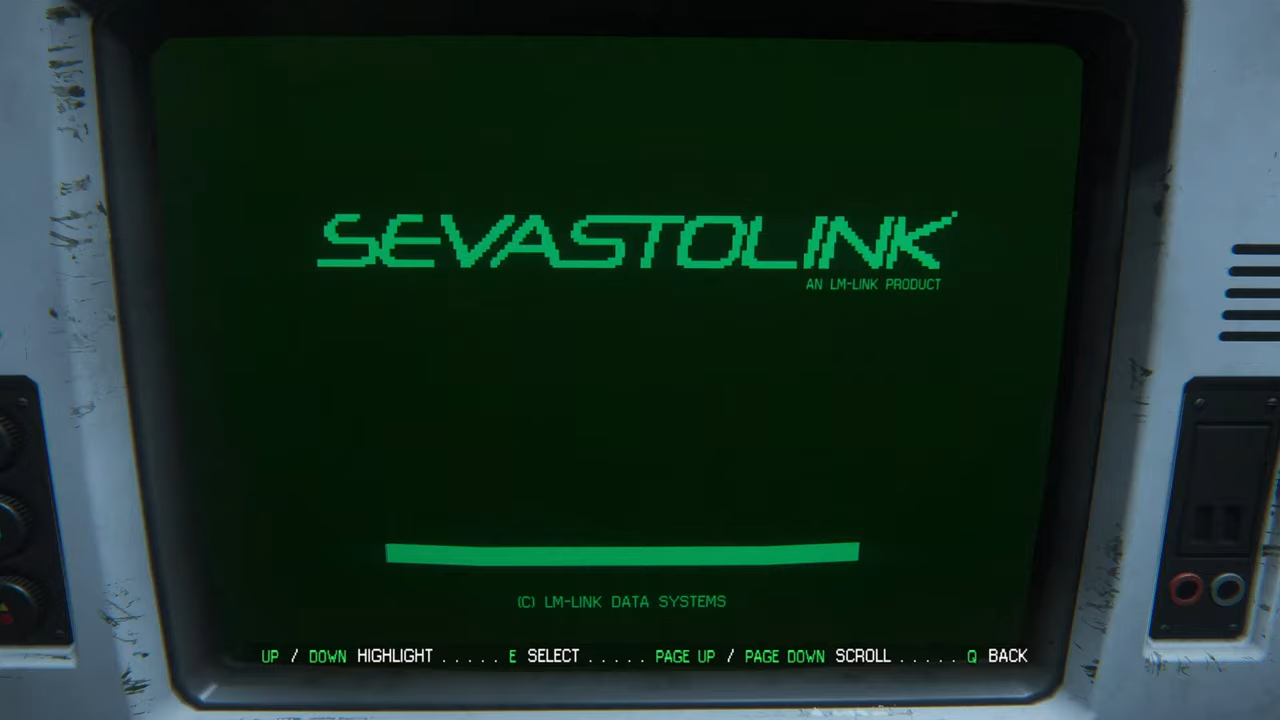 SEVASTOLINK
AN LM-LINK PRODUCT
(C) LM-LINK DATA SYSTEMS
UP / DOWN HIGHLIGHT ..... E SELECT ..... PAGE UP / PAGE DOWN SCROLL ..... Q BACK